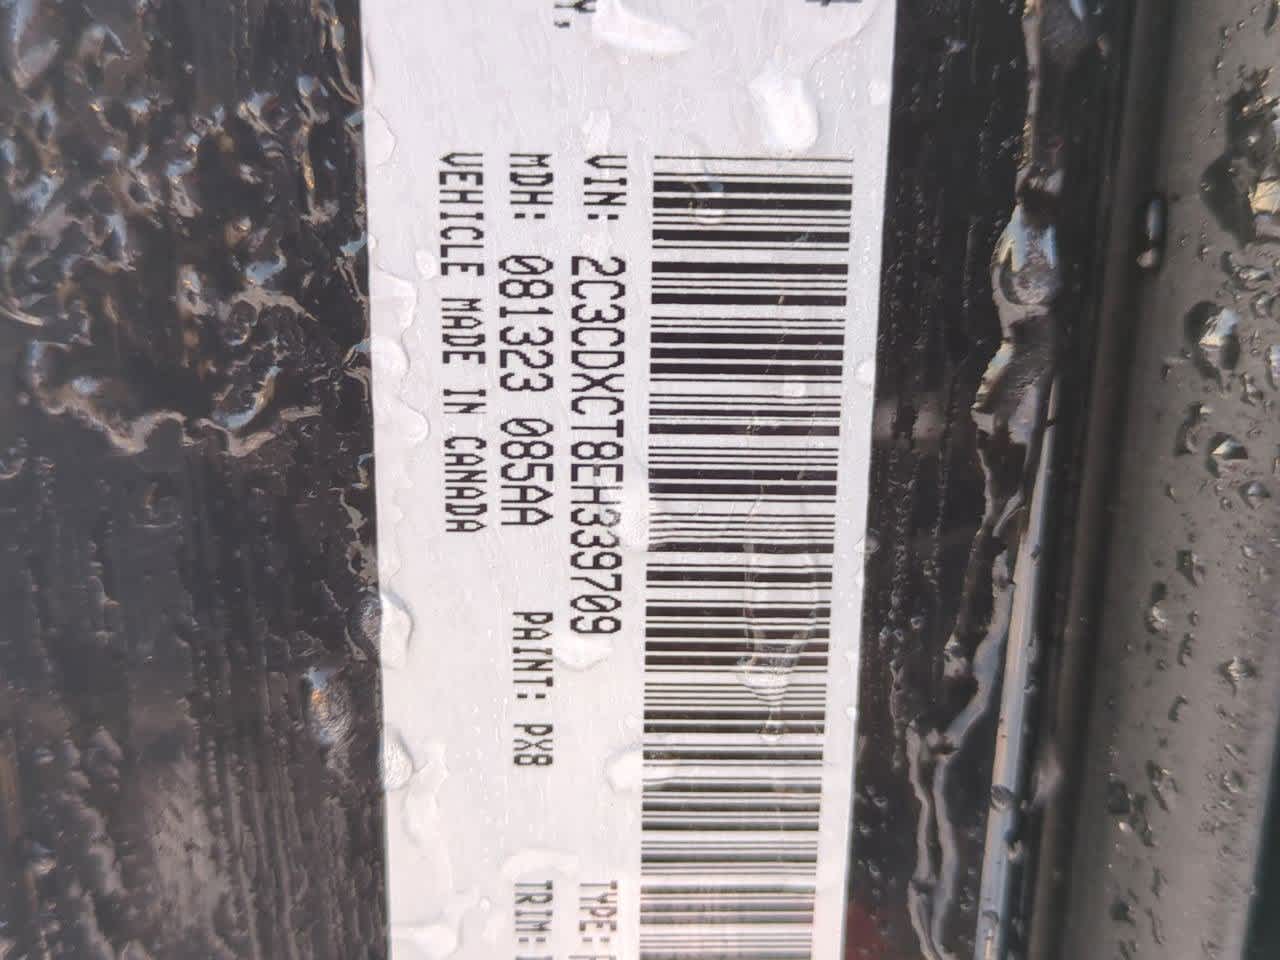 VIN: 2C3CDXCT8EH339709
TYPE:
MDH: 081323 085AA PAINT: PX8
TRIM:
VEHICLE MADE IN CANADA